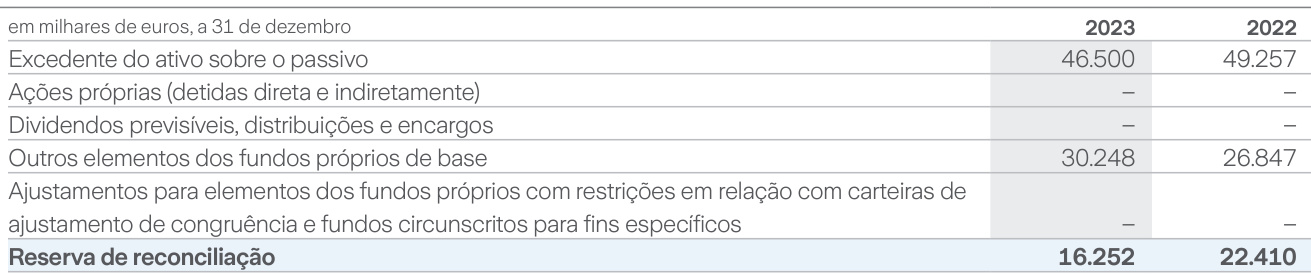 em milhares de euros, a 31 de dezembro 2023 2022
Excedente do ativo sobre o passivo 46.500 49.257
Ações próprias (detidas direta e indiretamente) – –
Dividendos previsíveis, distribuições e encargos – –
Outros elementos dos fundos próprios de base 30.248 26.847
Ajustamentos para elementos dos fundos próprios com restrições em relação com carteiras de
ajustamento de congruência e fundos circunscritos para fins específicos – –
Reserva de reconciliação 16.252 22.410